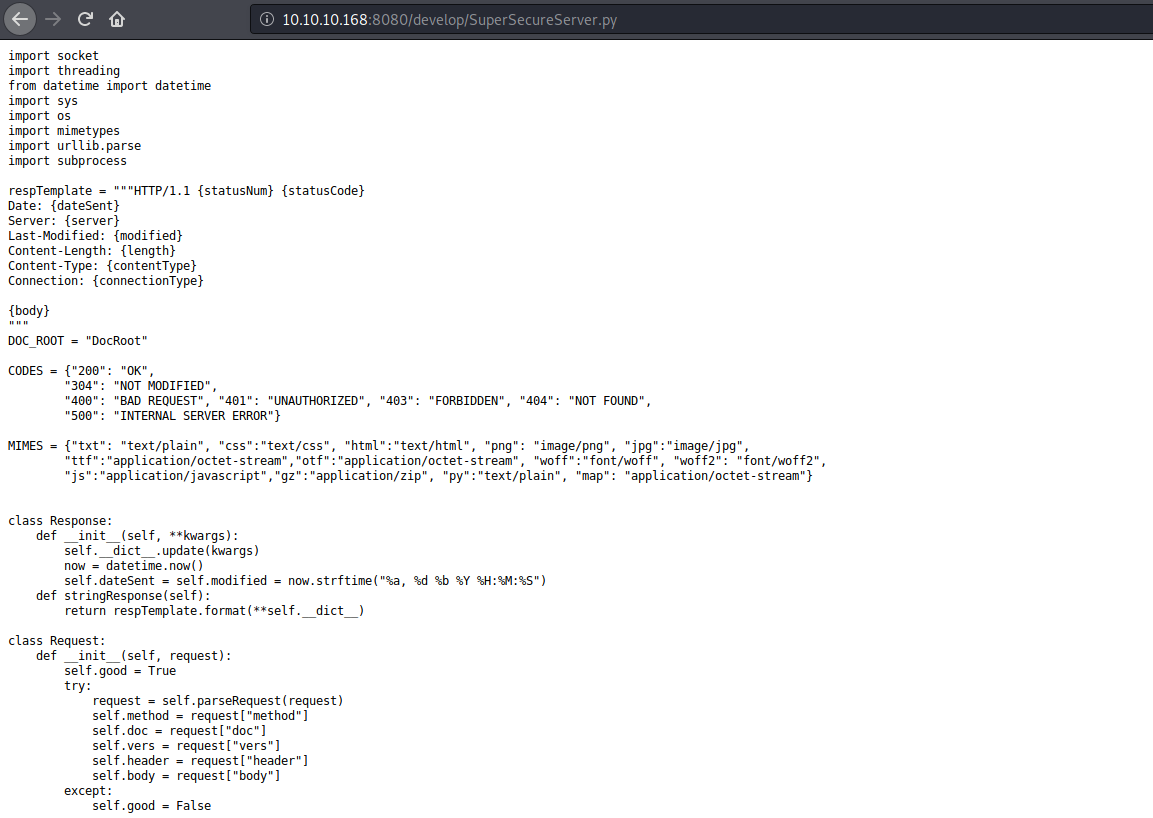 10.10.10.168:8080/develop/SuperSecureServer.py
import socket
import threading
from datetime import datetime
import sys
import os
import mimetypes
import urllib.parse
import subprocess

respTemplate = """HTTP/1.1 {statusNum} {statusCode}
Date: {dateSent}
Server: {server}
Last-Modified: {modified}
Content-Length: {length}
Content-Type: {contentType}
Connection: {connectionType}

{body}
"""
DOC_ROOT = "DocRoot"

CODES = {"200": "OK",
        "304": "NOT MODIFIED",
        "400": "BAD REQUEST", "401": "UNAUTHORIZED", "403": "FORBIDDEN", "404": "NOT FOUND",
        "500": "INTERNAL SERVER ERROR"}

MIMES = {"txt": "text/plain", "css":"text/css", "html":"text/html", "png": "image/png", "jpg":"image/jpg",
        "ttf":"application/octet-stream","otf":"application/octet-stream", "woff":"font/woff", "woff2": "font/woff2",
        "js":"application/javascript","gz":"application/zip", "py":"text/plain", "map": "application/octet-stream"}


class Response:
    def __init__(self, **kwargs):
        self.__dict__.update(kwargs)
        now = datetime.now()
        self.dateSent = self.modified = now.strftime("%a, %d %b %Y %H:%M:%S")
    def stringResponse(self):
        return respTemplate.format(**self.__dict__)

class Request:
    def __init__(self, request):
        self.good = True
        try:
            request = self.parseRequest(request)
            self.method = request["method"]
            self.doc = request["doc"]
            self.vers = request["vers"]
            self.header = request["header"]
            self.body = request["body"]
        except:
            self.good = False